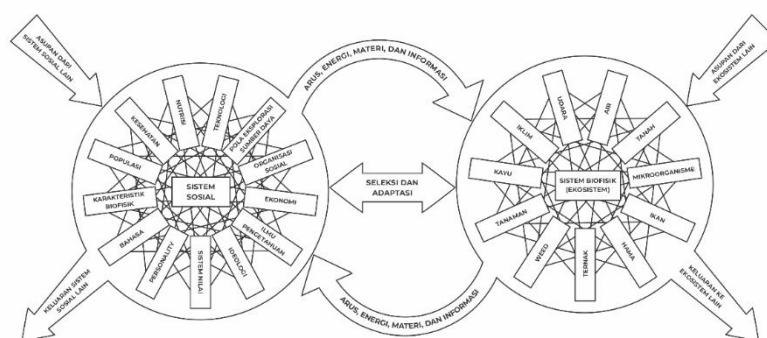 ASUPAN DARI
SISTEM SOSIAL LAIN
ARUS, ENERGI, MATERI, DAN INFORMASI
ASUPAN DARI
EKOSISTEM LAIN
NUTRISI
TEKNOLOGI
POLA EKSPLORASI
SUMBER DAYA
ORGANISASI
SOSIAL
EKONOMI
ILMU
PENGETAHUAN
IDEOLOGI
SISTEM NILAI
PERSONALITY
BAHASA
KARAKTERISTIK
BIOFISIK
POPULASI
KESEHATAN
SISTEM
SOSIAL
SELEKSI DAN
ADAPTASI
UDARA
AIR
TANAH
MIKROORGANISME
IKAN
HAMA
TERNAK
WEED
TANAMAN
KAYU
IKLIM
SISTEM BIOFISIK
(EKOSISTEM)
KELUARAN SISTEM
SOSIAL LAIN
ARUS, ENERGI, MATERI, DAN INFORMASI
KELUARAN KE
EKOSISTEM LAIN